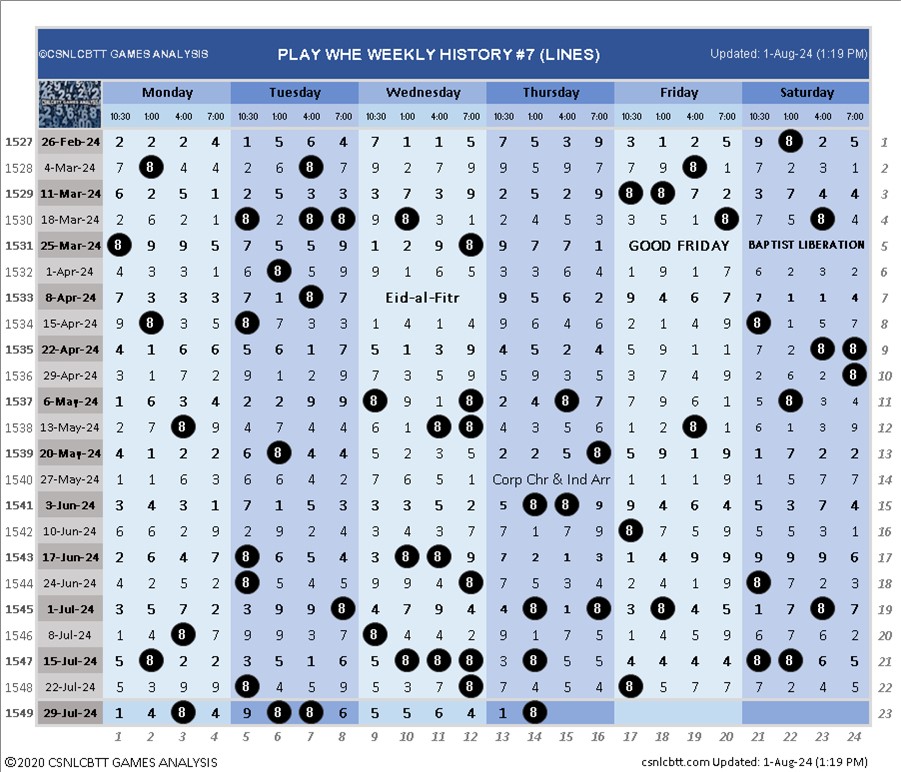 ©CSNLCBTT GAMES ANALYSIS PLAY WHE WEEKLY HISTORY #7 (LINES) Updated: 1-Aug-24 (1:19 PM)
Monday Tuesday Wednesday Thursday Friday Saturday
10:30 1:00 4:00 7:00 10:30 1:00 4:00 7:00 10:30 1:00 4:00 7:00 10:30 1:00 4:00 7:00 10:30 1:00 4:00 7:00 10:30 1:00 4:00 7:00
1527 26-Feb-24 2 2 2 4 1 5 6 4 7 1 1 5 7 5 3 9 3 1 2 5 9 8 2 5 1
1528 4-Mar-24 7 8 4 4 2 6 8 7 9 2 7 9 9 5 9 7 7 9 8 1 7 2 3 1 2
1529 11-Mar-24 6 2 5 1 2 5 3 3 3 7 3 9 2 5 2 9 8 8 7 2 3 7 4 4 3
1530 18-Mar-24 2 6 2 1 8 2 8 8 9 8 3 1 2 4 5 3 3 5 1 8 7 5 8 4 4
1531 25-Mar-24 8 9 9 5 7 5 5 9 1 2 9 8 9 7 7 1 GOOD FRIDAY BAPTIST LIBERATION 5
1532 1-Apr-24 4 3 3 1 6 8 5 9 9 1 6 5 3 3 6 4 1 9 1 7 6 2 3 2 6
1533 8-Apr-24 7 3 3 3 7 1 8 7 Eid-al-Fitr 9 5 6 2 9 4 6 7 7 1 1 4 7
1534 15-Apr-24 9 8 3 5 8 7 3 3 1 4 1 4 9 6 4 6 2 1 4 9 8 1 5 7 8
1535 22-Apr-24 4 1 6 6 5 6 1 7 5 1 3 9 4 5 2 4 5 9 1 1 7 2 8 8 9
1536 29-Apr-24 3 1 7 2 9 1 2 9 7 3 5 9 5 9 3 5 3 7 4 9 2 6 2 8 10
1537 6-May-24 1 6 3 4 2 2 9 9 8 9 1 8 2 4 8 7 7 9 6 1 5 8 3 4 11
1538 13-May-24 2 7 8 9 4 7 4 4 6 1 8 8 4 3 5 6 1 9 8 1 6 1 3 9 12
1539 20-May-24 4 1 2 2 6 8 4 4 5 2 3 5 2 2 5 8 5 9 1 9 1 7 2 2 13
1540 27-May-24 1 1 6 3 6 6 4 2 7 6 5 1 Corp Chr & Ind Arr 1 1 1 9 1 5 7 7 14
1541 3-Jun-24 3 4 3 1 7 1 5 3 3 3 5 2 5 8 8 9 9 4 6 4 5 3 7 4 15
1542 10-Jun-24 6 6 2 9 2 9 2 4 3 4 3 7 7 1 7 9 8 7 5 9 5 5 3 1 16
1543 17-Jun-24 2 6 4 7 8 6 5 4 3 8 8 9 7 2 1 3 1 4 9 9 9 9 9 6 17
1544 24-Jun-24 4 2 5 2 8 5 4 5 9 9 4 8 7 5 3 4 2 4 1 9 8 7 2 3 18
1545 1-Jul-24 3 5 7 2 3 9 9 8 4 7 9 4 4 8 1 8 3 8 4 5 1 7 8 7 19
1546 8-Jul-24 1 4 8 7 9 9 3 7 8 4 4 2 9 1 7 5 1 4 5 9 6 7 6 2 20
1547 15-Jul-24 5 8 2 2 3 5 1 6 5 8 8 8 3 8 5 5 4 4 4 4 8 8 6 5 21
1548 22-Jul-24 5 3 9 9 8 4 5 9 5 3 7 8 7 4 5 4 8 5 7 7 7 2 4 5 22
1549 29-Jul-24 1 4 8 4 9 8 8 6 5 5 6 4 1 8 23
1 2 3 4 5 6 7 8 9 10 11 12 13 14 15 16 17 18 19 20 21 22 23 24
©2020 CSNLCBTT GAMES ANALYSIS csnlcbtt.com Updated: 1-Aug-24 (1:19 PM)